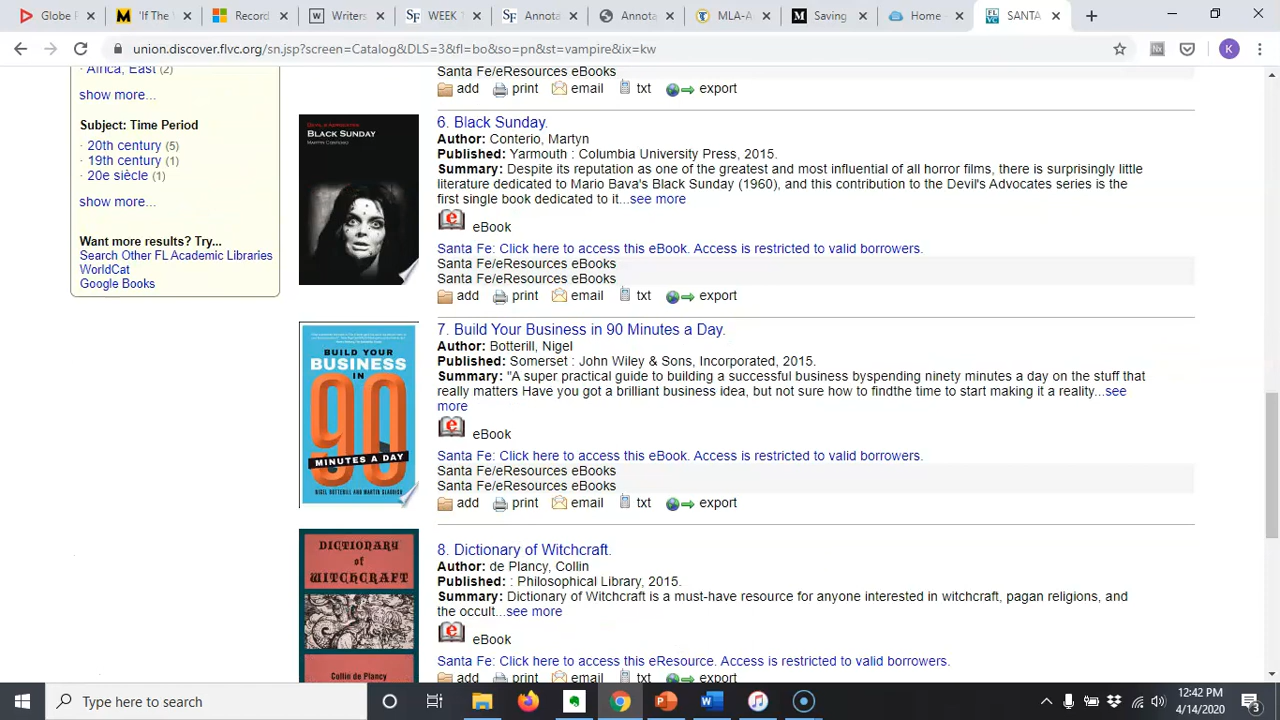 'If The
Record
Writers
WEEK
Annota
Annota
MLA-
Saving
Home -
SANTA
union.discover.flvc.org/sn.jsp?screen=Catalog&DLS=3&fl=bo&so=pn&st=vampire&ix=kw
K
· Africa, East (2)
show more...
Subject: Time Period
20th century (5)
19th century (1)
· 20e siècle (1)
show more...
Want more results? Try...
Search Other FL Academic Libraries
WorldCat
Google Books
Santa Fe/eResources eBooks
add print email txt export
BLACK SUNDAY
6. Black Sunday.
Author: Conterio, Martyn
Published: Yarmouth : Columbia University Press, 2015.
Summary: Despite its reputation as one of the greatest and most influential of all horror films, there is surprisingly little
literature dedicated to Mario Bava's Black Sunday (1960), and this contribution to the Devil's Advocates series is the
first single book dedicated to it...see more
eBook
Santa Fe: Click here to access this eBook. Access is restricted to valid borrowers.
Santa Fe/eResources eBooks
Santa Fe/eResources eBooks
add print email txt export
BUILD YOUR
BUSINESS
IN
90
MINUTES A DAY
7. Build Your Business in 90 Minutes a Day.
Author: Botterill, Nigel
Published: Somerset : John Wiley & Sons, Incorporated, 2015.
Summary: "A super practical guide to building a successful business byspending ninety minutes a day on the stuff that
really matters Have you got a brilliant business idea, but not sure how to findthe time to start making it a reality...see
more
eBook
Santa Fe: Click here to access this eBook. Access is restricted to valid borrowers.
Santa Fe/eResources eBooks
Santa Fe/eResources eBooks
add print email txt export
DICTIONARY
of
WITCHCRAFT
Collin de Plancy
8. Dictionary of Witchcraft.
Author: de Plancy, Collin
Published: : Philosophical Library, 2015.
Summary: Dictionary of Witchcraft is a must-have resource for anyone interested in witchcraft, pagan religions, and
the occult...see more
eBook
Santa Fe: Click here to access this eResource. Access is restricted to valid borrowers.
add print email txt export
Type here to search
12:42 PM
4/14/2020